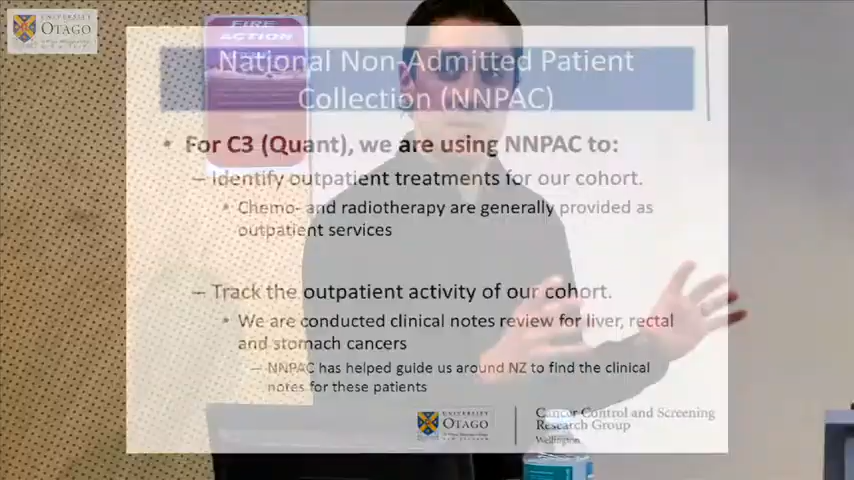 UNIVERSITY
OTAGO
FIRE
ACTION
National Non-Admitted Patient
Collection (NNPAC)
• For C3 (Quant), we are using NNPAC to:
– Identify outpatient treatments for our cohort.
• Chemo- and radiotherapy are generally provided as
outpatient services
– Track the outpatient activity of our cohort.
• We are conducted clinical notes review for liver, rectal
and stomach cancers
– NNPAC has helped guide us around NZ to find the clinical
notes for these patients
UNIVERSITY
OTAGO
Cancer Control and Screening
Research Group
Wellington